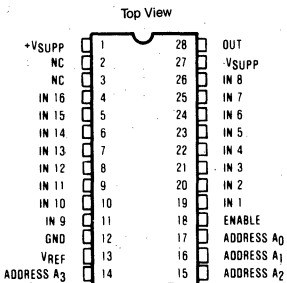 Top View
+VSUPP 1 28 OUT
NC 2 27 -VSUPP
NC 3 26 IN 8
IN 16 4 25 IN 7
IN 15 5 24 IN 6
IN 14 6 23 IN 5
IN 13 7 22 IN 4
IN 12 8 21 IN 3
IN 11 9 20 IN 2
IN 10 10 19 IN 1
IN 9 11 18 ENABLE
GND 12 17 ADDRESS A0
VREF 13 16 ADDRESS A1
ADDRESS A3 14 15 ADDRESS A2